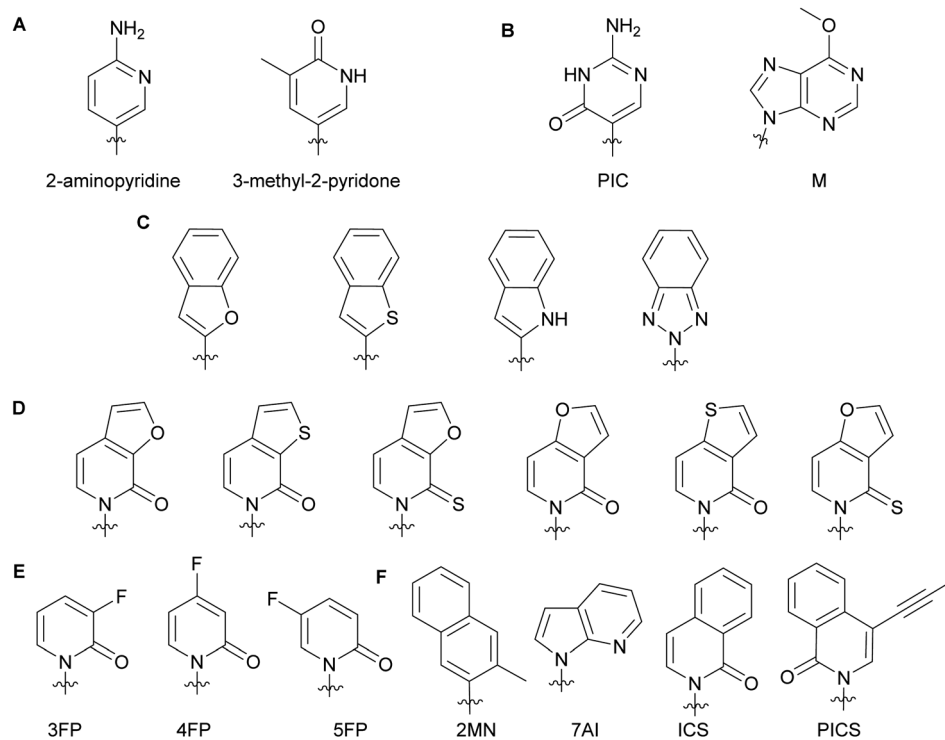 A
B
NH₂
N
2-aminopyridine
O
NH
3-methyl-2-pyridone
NH₂
HN
N
O
PIC
O
N
N
N
N
M
C
O
S
NH
N
N
N
D
O
N
O
S
N
O
O
N
S
O
N
O
S
N
O
O
N
S
E
F
N
O
3FP
F
N
O
4FP
F
N
O
5FP
F
2MN
N
N
7AI
N
O
ICS
O
N
PICS